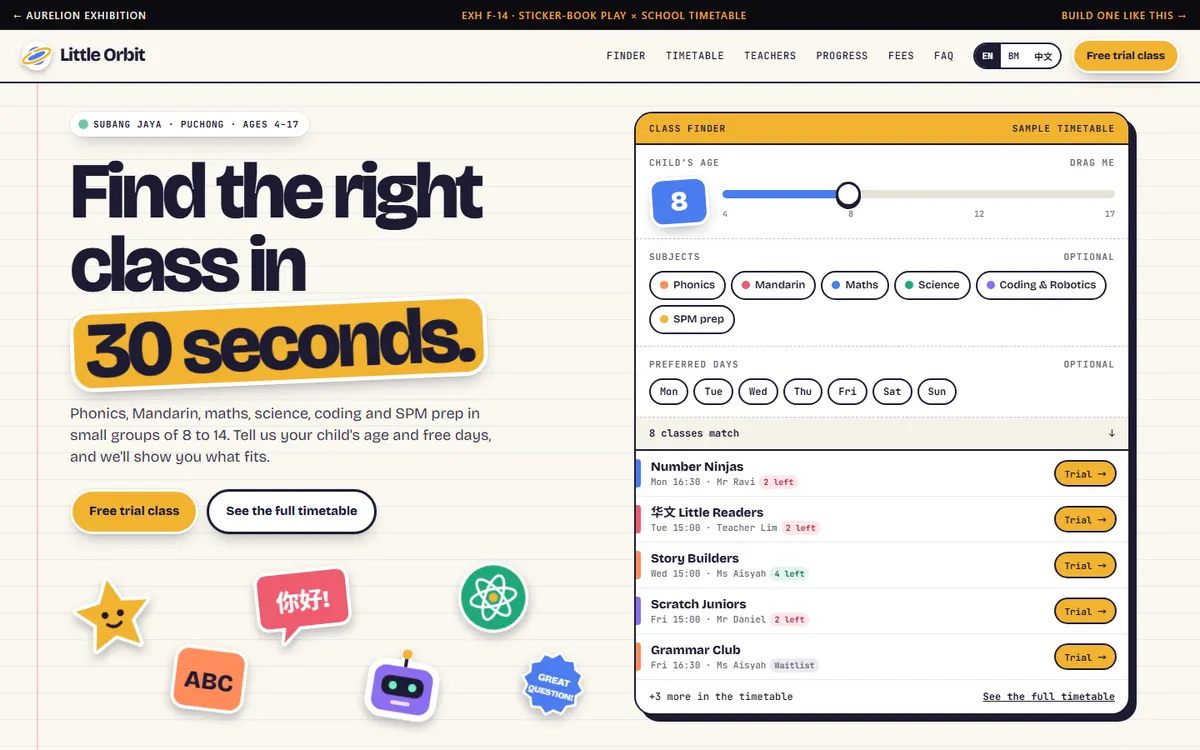 ← AURELION EXHIBITION
EXH F-14 · STICKER-BOOK PLAY × SCHOOL TIMETABLE
BUILD ONE LIKE THIS →
Little Orbit
FINDER TIMETABLE TEACHERS PROGRESS FEES FAQ
EN BM 中文
Free trial class
SUBANG JAYA · PUCHONG · AGES 4–17
Find the right
class in
30 seconds.
Phonics, Mandarin, maths, science, coding and SPM prep in
small groups of 8 to 14. Tell us your child's age and free days,
and we'll show you what fits.
Free trial class
See the full timetable
你好!
ABC
GREAT
QUESTION!
CLASS FINDER
SAMPLE TIMETABLE
CHILD'S AGE
DRAG ME
8
4 8 12 17
SUBJECTS
OPTIONAL
Phonics Mandarin Maths Science Coding & Robotics
SPM prep
PREFERRED DAYS
OPTIONAL
Mon Tue Wed Thu Fri Sat Sun
8 classes match ↓
Number Ninjas
Mon 16:30 · Mr Ravi 2 left
Trial →
华文 Little Readers
Tue 15:00 · Teacher Lim 2 left
Trial →
Story Builders
Wed 15:00 · Ms Aisyah 4 left
Trial →
Scratch Juniors
Fri 15:00 · Mr Daniel 2 left
Trial →
Grammar Club
Fri 16:30 · Ms Aisyah Waitlist
Trial →
+3 more in the timetable
See the full timetable